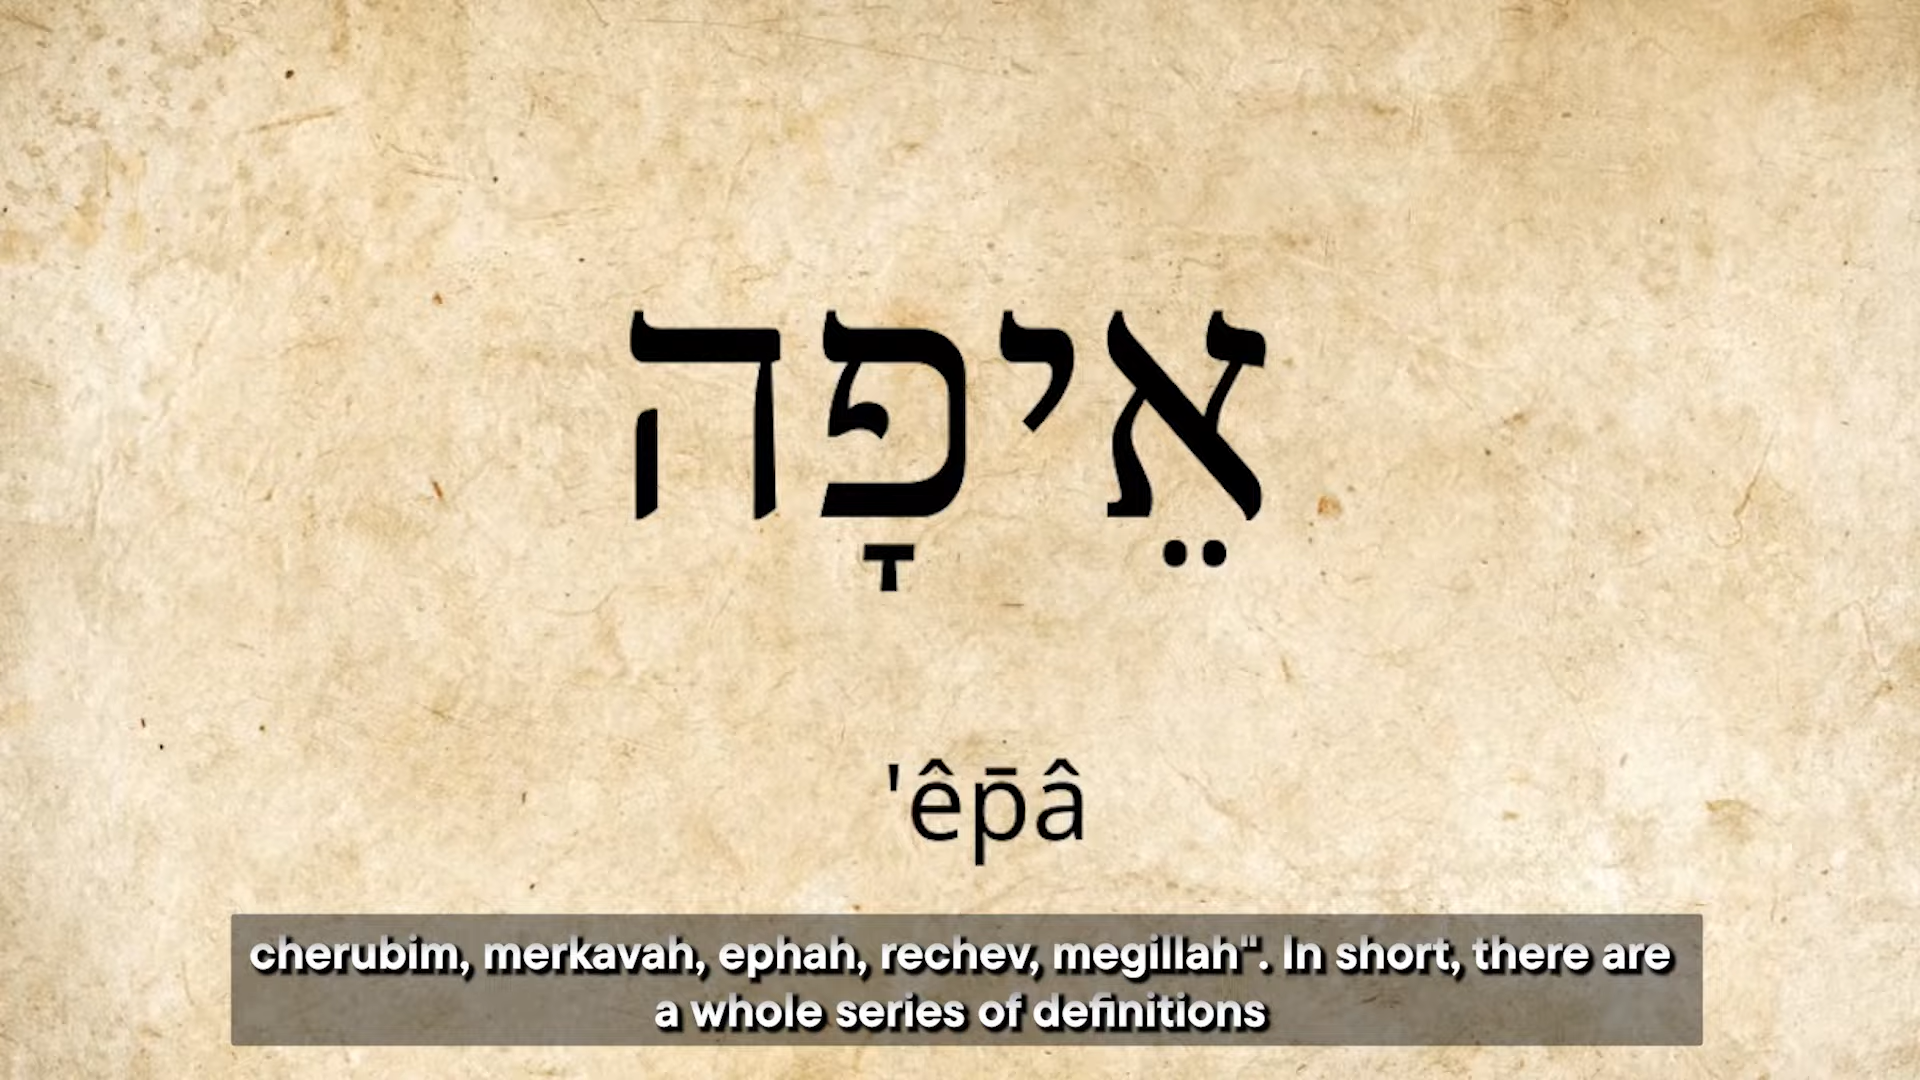 אֵיפָה
'êp̄â
cherubim, merkavah, ephah, rechev, megillah". In short, there are
a whole series of definitions